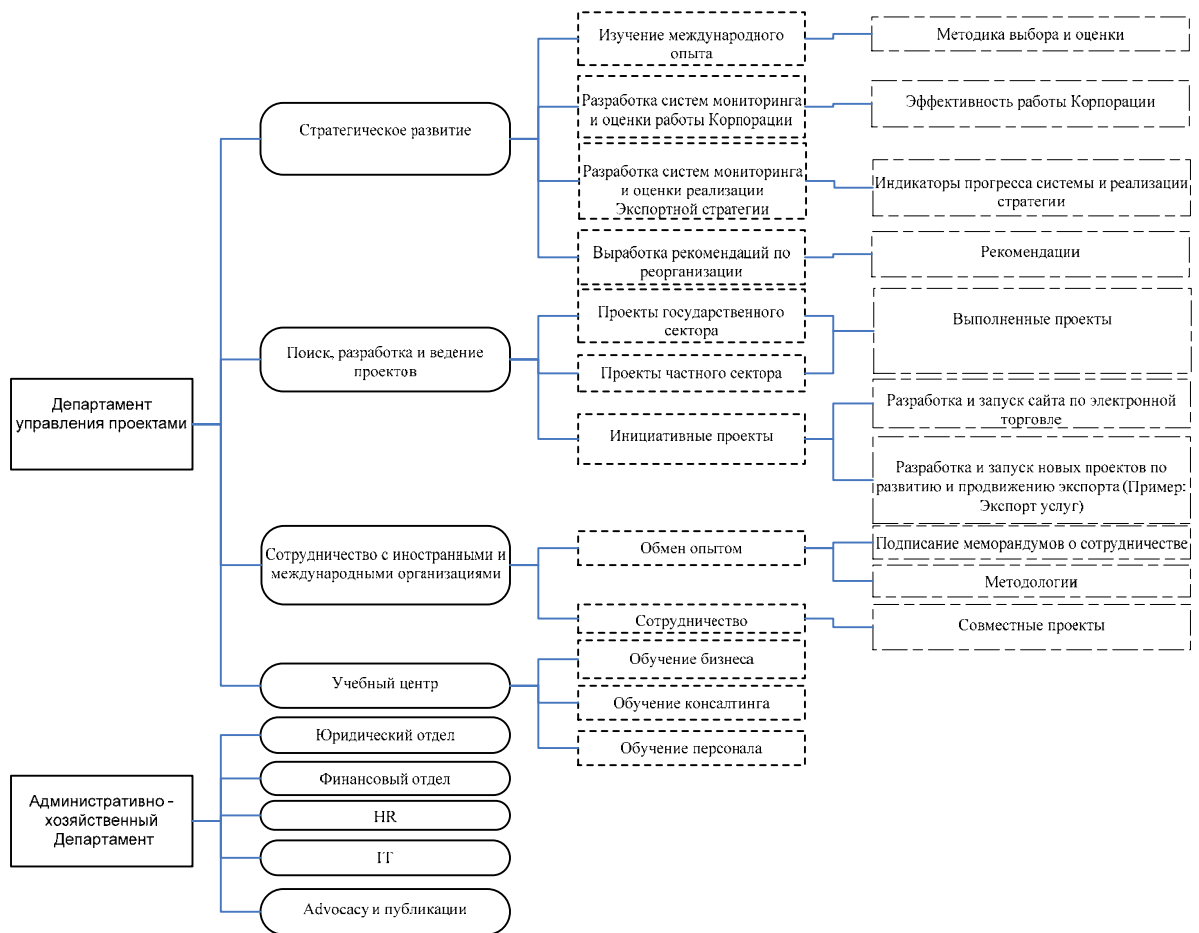 Департамент
управления проектами
Стратегическое развитие
Изучение международного
опыта
Методика выбора и оценки
Разработка систем мониторинга
и оценки работы Корпорации
Эффективность работы Корпорации
Разработка систем мониторинга
и оценки реализации
Экспортной стратегии
Индикаторы прогресса системы и реализации
стратегии
Выработка рекомендаций по
реорганизации
Рекомендации
Поиск, разработка и ведение
проектов
Проекты государственного
сектора
Проекты частного сектора
Выполненные проекты
Инициативные проекты
Разработка и запуск сайта по электронной
торговле
Разработка и запуск новых проектов по
развитию и продвижению экспорта (Пример:
Экспорт услуг)
Сотрудничество с иностранными и
международными организациями
Обмен опытом
Подписание меморандумов о сотрудничестве
Методологии
Сотрудничество
Совместные проекты
Учебный центр
Обучение бизнеса
Обучение консалтинга
Обучение персонала
Административно -
хозяйственный
Департамент
Юридический отдел
Финансовый отдел
HR
IT
Advocacy и публикации